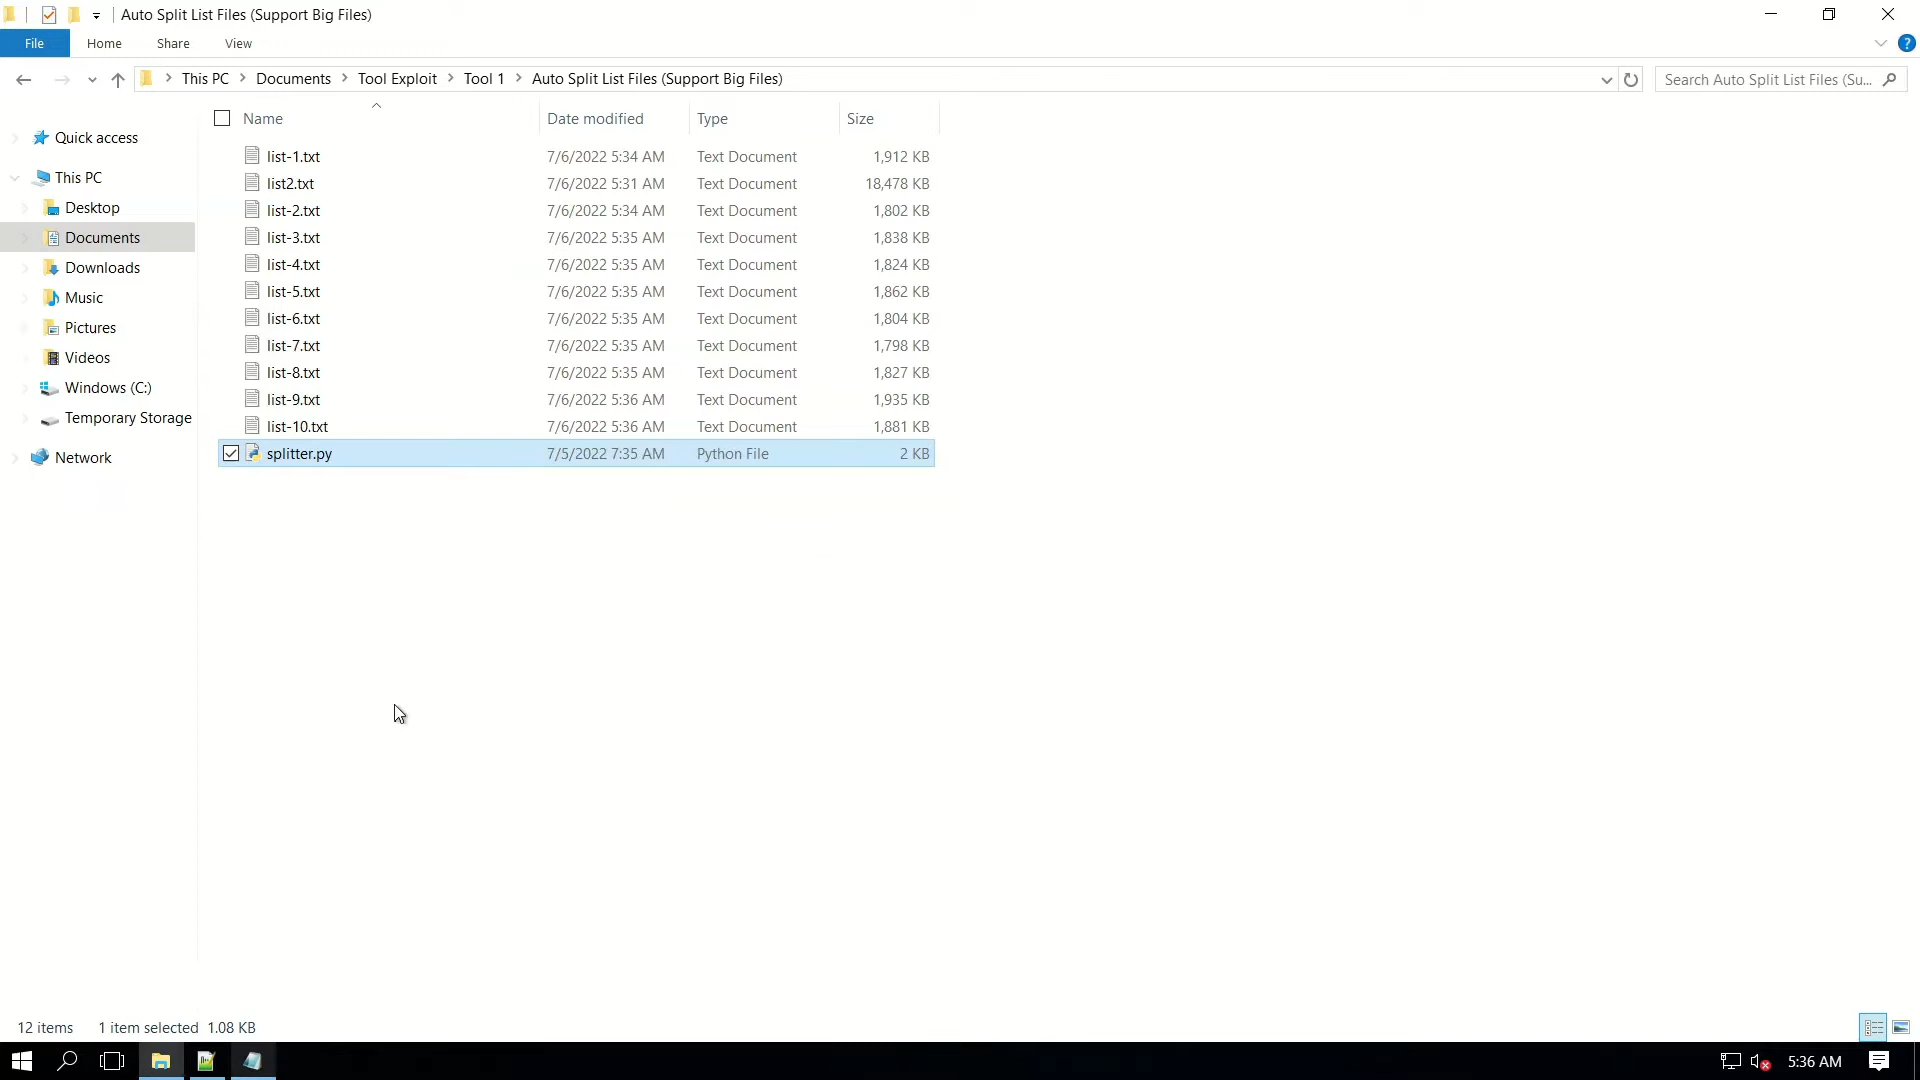 Auto Split List Files (Support Big Files)
File Home Share View
This PC Documents Tool Exploit Tool 1 Auto Split List Files (Support Big Files) Search Auto Split List Files (Su...
Name Date modified Type Size
Quick access
This PC
Desktop
Documents
Downloads
Music
Pictures
Videos
Windows (C:)
Temporary Storage
Network
list-1.txt 7/6/2022 5:34 AM Text Document 1,912 KB
list2.txt 7/6/2022 5:31 AM Text Document 18,478 KB
list-2.txt 7/6/2022 5:34 AM Text Document 1,802 KB
list-3.txt 7/6/2022 5:35 AM Text Document 1,838 KB
list-4.txt 7/6/2022 5:35 AM Text Document 1,824 KB
list-5.txt 7/6/2022 5:35 AM Text Document 1,862 KB
list-6.txt 7/6/2022 5:35 AM Text Document 1,804 KB
list-7.txt 7/6/2022 5:35 AM Text Document 1,798 KB
list-8.txt 7/6/2022 5:35 AM Text Document 1,827 KB
list-9.txt 7/6/2022 5:36 AM Text Document 1,935 KB
list-10.txt 7/6/2022 5:36 AM Text Document 1,881 KB
splitter.py 7/5/2022 7:35 AM Python File 2 KB
12 items 1 item selected 1.08 KB
5:36 AM